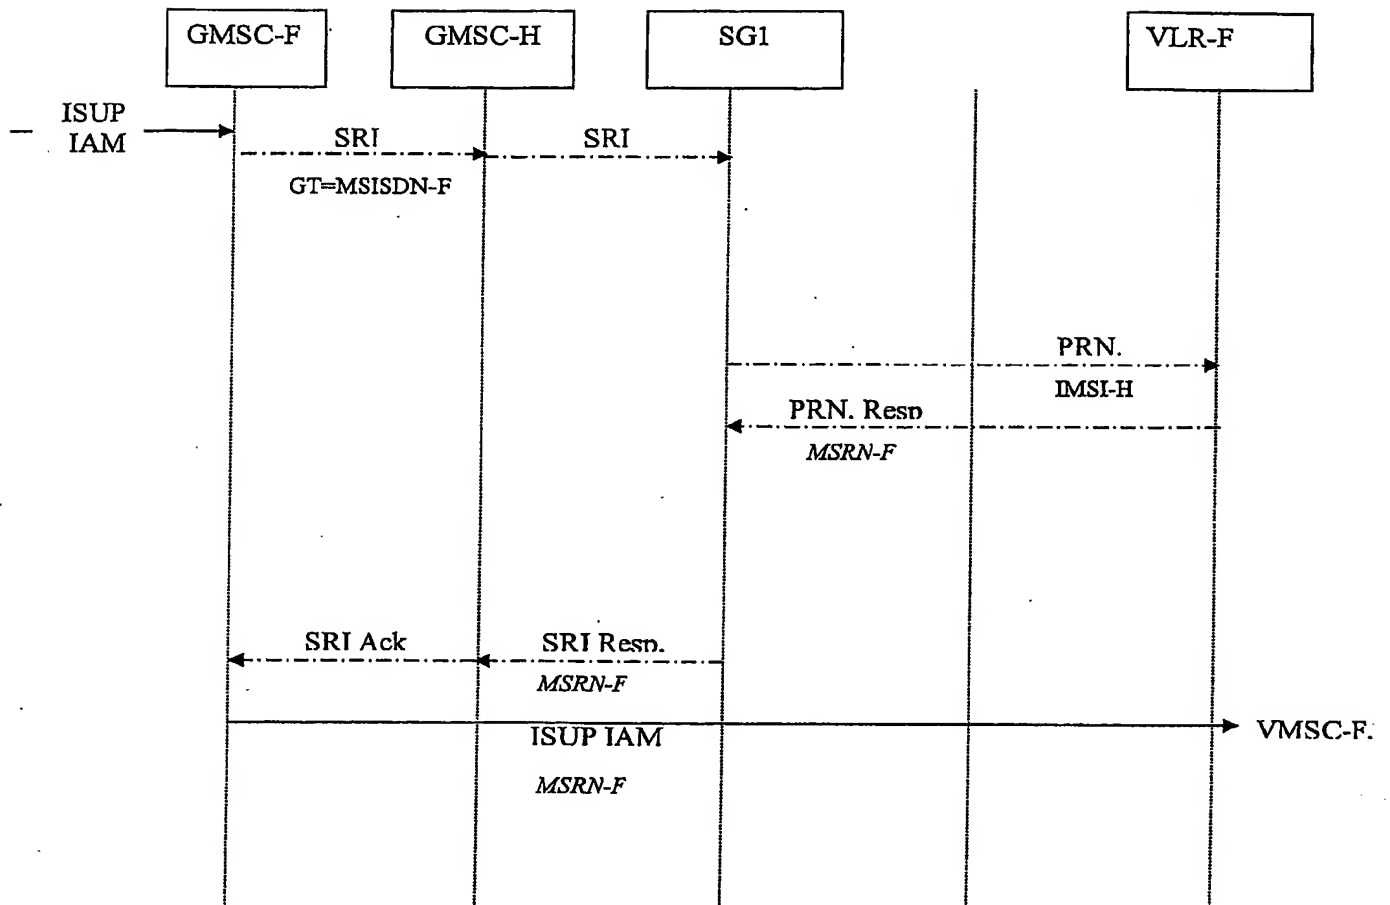 GMSC-F
GMSC-H
SG1
VLR-F
ISUP
IAM
SRI
SRI
GT=MSISDN-F
PRN.
IMSI-H
PRN. Resp
MSRN-F
SRI Ack
SRI Resp.
MSRN-F
ISUP IAM
VMSC-F.
MSRN-F